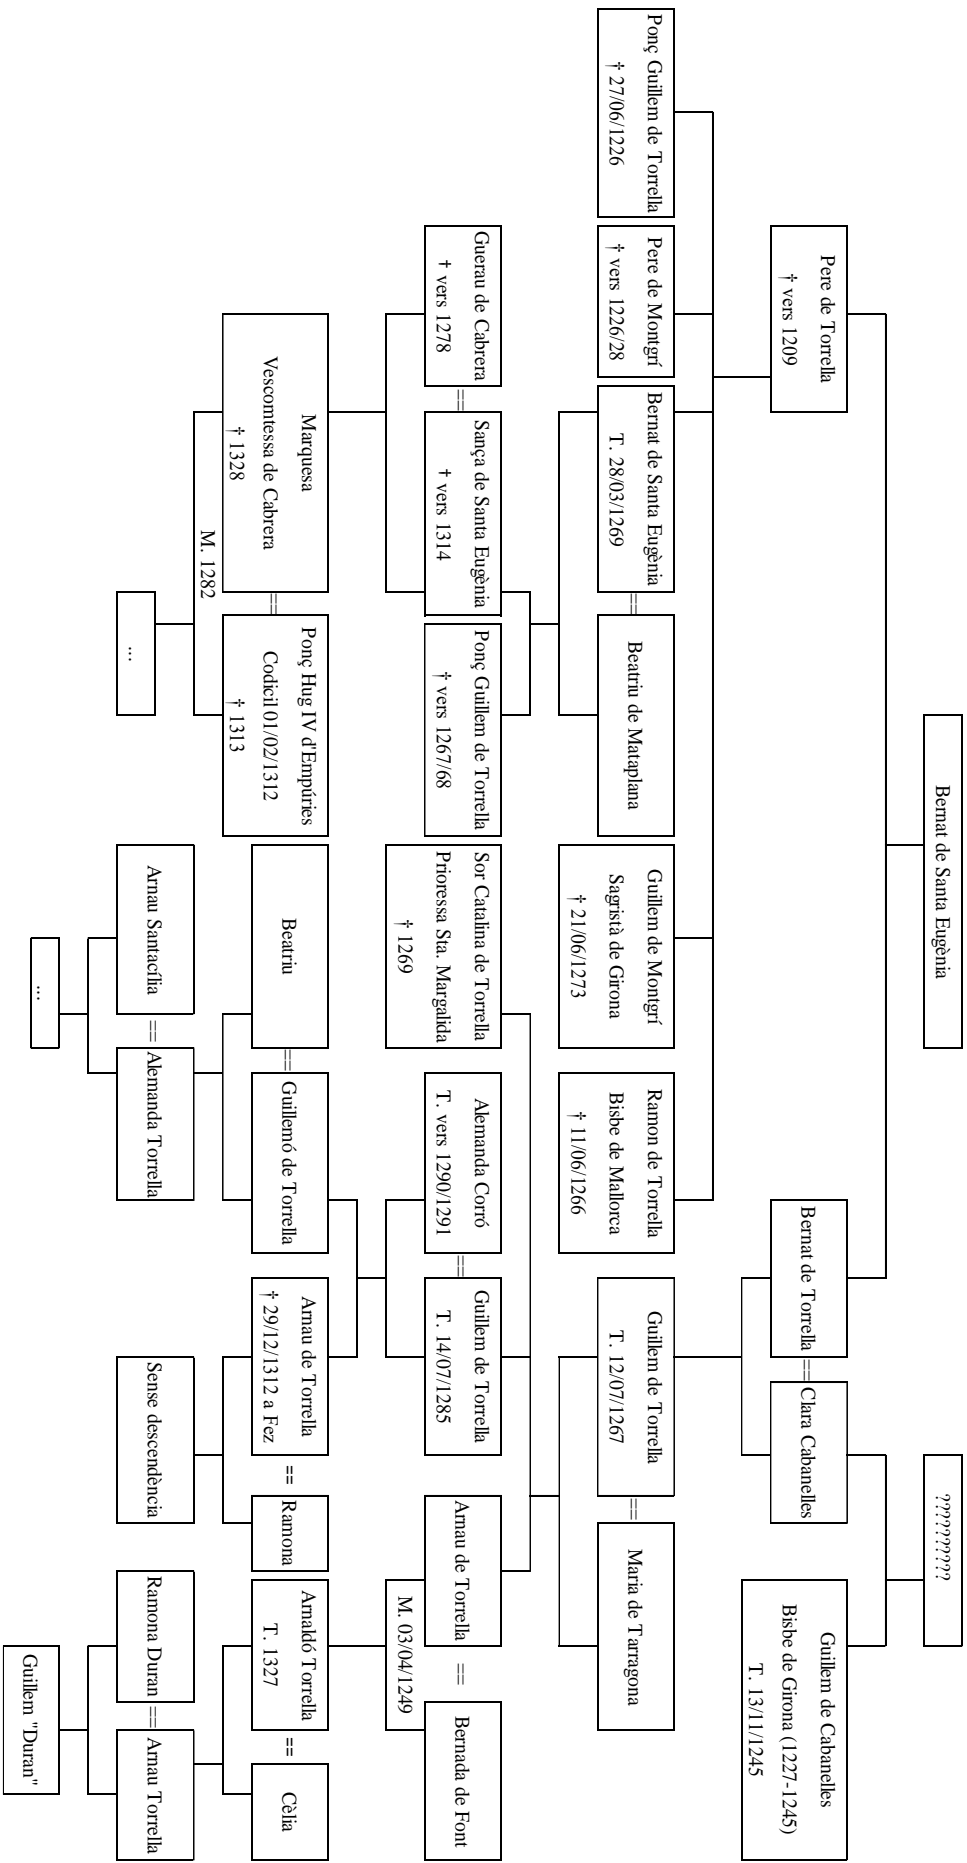 Bernat de Santa Eugènia
??????????
Pere de Torrella
† vers 1209
Bernat de Torrella
==
Clara Cabanelles
Guillem de Cabanelles
Bisbe de Girona (1227-1245)
T. 13/11/1245
Ponç Guillem de Torrella
† 27/06/1226
Pere de Montgrí
† vers 1226/28
Bernat de Santa Eugènia
T. 28/03/1269
==
Beatriu de Mataplana
Guillem de Montgrí
Sagristà de Girona
† 21/06/1273
Ramon de Torrella
Bisbe de Mallorca
† 11/06/1266
Guillem de Torrella
T. 12/07/1267
==
Maria de Tarragona
Guerau de Cabrera
† vers 1278
==
Sança de Santa Eugènia
† vers 1314
Ponç Guillem de Torrella
† vers 1267/68
Sor Catalina de Torrella
Prioressa Sta. Margalida
† 1269
Alemanda Corró
T. vers 1290/1291
==
Guillem de Torrella
T. 14/07/1285
Arnau de Torrella
==
Bernada de Font
M. 03/04/1249
Marquesa
Vescomtessa de Cabrera
† 1328
==
Ponç Hug IV d'Empúries
Codicil 01/02/1312
† 1313
M. 1282
Beatriu
==
Guillemó de Torrella
Arnau de Torrella
† 29/12/1312 a Fez
==
Ramona
Arnaldó Torrella
T. 1327
==
Cèlia
...
Arnau Santacília
==
Alemanda Torrella
Sense descendència
Ramona Duran
==
Arnau Torrella
...
Guillem "Duran"